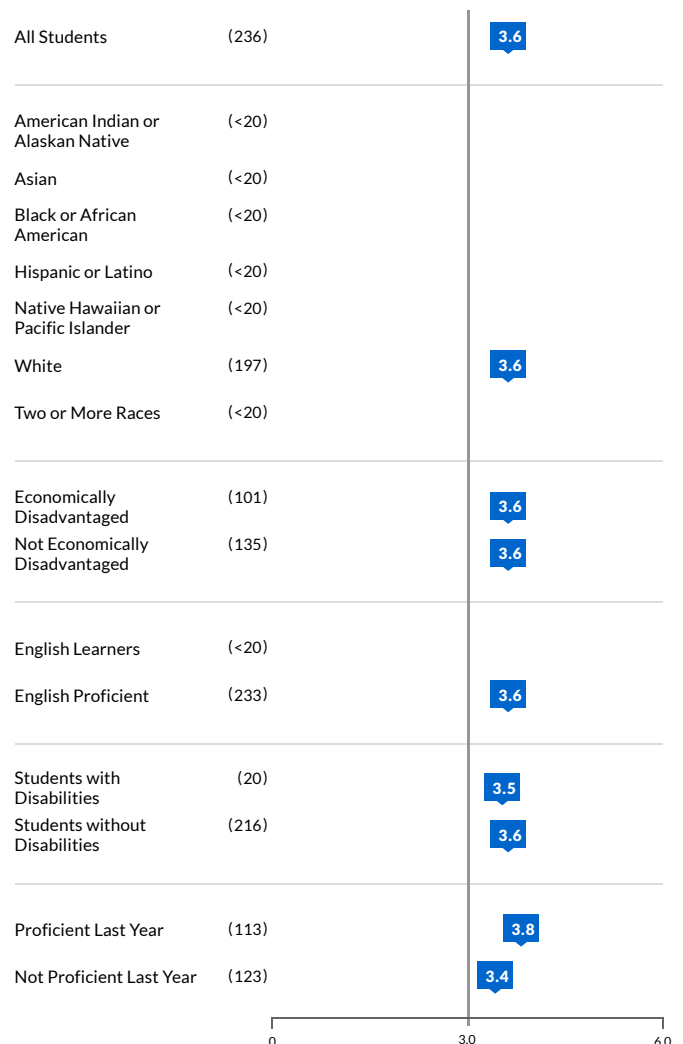 All Students (236) 3.6
American Indian or
Alaskan Native (<20)
Asian (<20)
Black or African
American (<20)
Hispanic or Latino (<20)
Native Hawaiian or
Pacific Islander (<20)
White (197) 3.6
Two or More Races (<20)
Economically
Disadvantaged (101) 3.6
Not Economically
Disadvantaged (135) 3.6
English Learners (<20)
English Proficient (233) 3.6
Students with
Disabilities (20) 3.5
Students without
Disabilities (216) 3.6
Proficient Last Year (113) 3.8
Not Proficient Last Year (123) 3.4
0 3.0 6.0